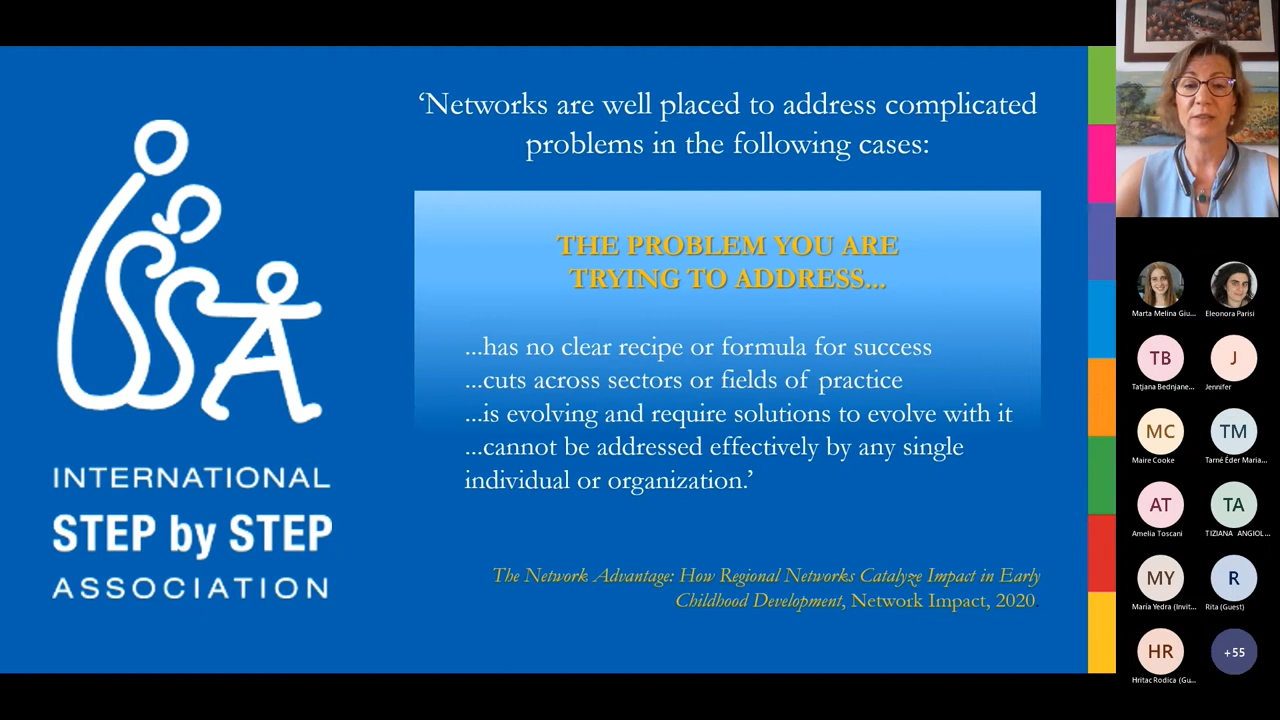 ‘Networks are well placed to address complicated
problems in the following cases:
THE PROBLEM YOU ARE
TRYING TO ADDRESS...
...has no clear recipe or formula for success
...cuts across sectors or fields of practice
...is evolving and require solutions to evolve with it
...cannot be addressed effectively by any single
individual or organization.’
The Network Advantage: How Regional Networks Catalyze Impact in Early
Childhood Development, Network Impact, 2020.
ISSA
INTERNATIONAL
STEP by STEP
ASSOCIATION
Marta Melina Giu...
Eleonora Parisi
TB
Tatjana Bednjane...
J
Jennifer
MC
Maire Cooke
TM
Tarné Éder Maria...
AT
Amelia Toscani
TA
TIZIANA ANGIOL...
MY
María Yedra (Invit...
R
Rita (Guest)
HR
Hritac Rodica (Gu...
+55